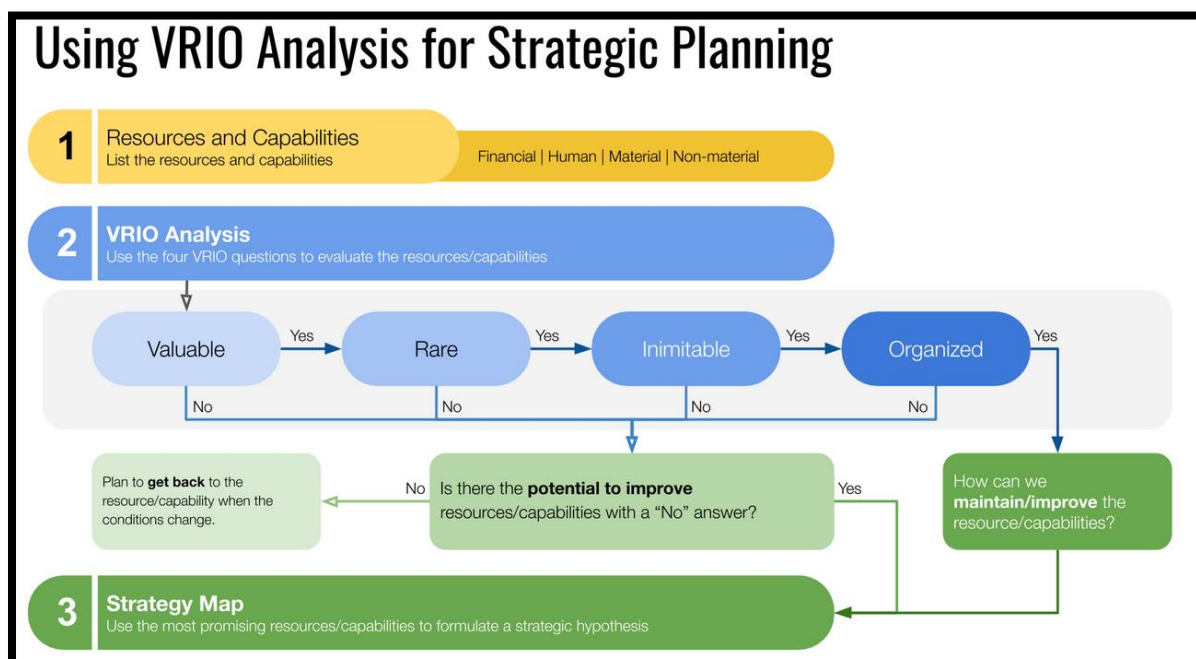 Using VRIO Analysis for Strategic Planning
1
Resources and Capabilities
List the resources and capabilities
Financial | Human | Material | Non-material
2
VRIO Analysis
Use the four VRIO questions to evaluate the resources/capabilities
Valuable
Yes
Rare
Yes
Inimitable
Yes
Organized
Yes
No
No
No
No
Plan to get back to the
resource/capability when the
conditions change.
No
Is there the potential to improve
resources/capabilities with a “No” answer?
Yes
How can we
maintain/improve the
resource/capabilities?
3
Strategy Map
Use the most promising resources/capabilities to formulate a strategic hypothesis